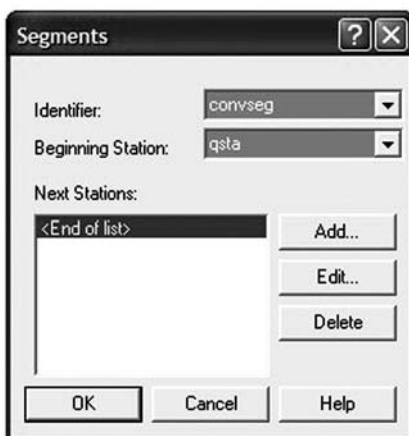 Segments
Identifier: convseg
Beginning Station: qsta
Next Stations:
<End of list>
Add...
Edit...
Delete
OK Cancel Help